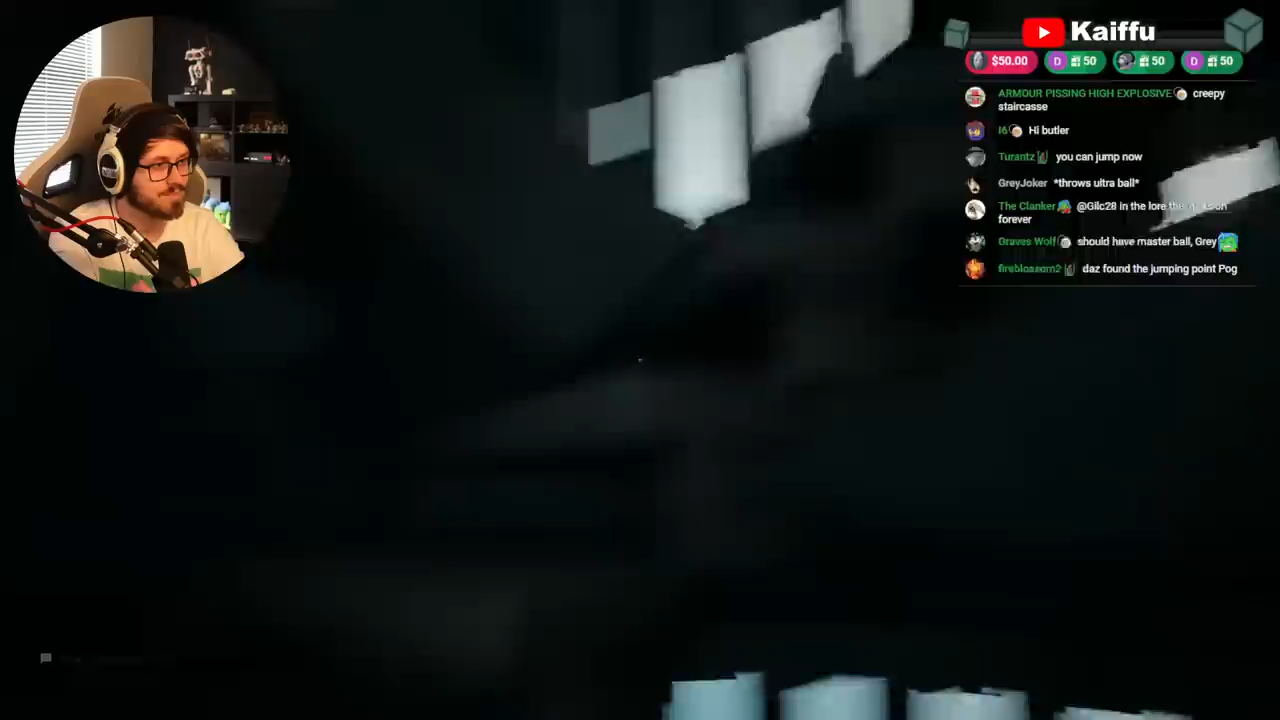 Kaiffu
$50.00 D 50 50 D 50
ARMOUR PISSING HIGH EXPLOSIVE creepy
staircasse
I6 Hi butler
Turantz you can jump now
GreyJoker *throws ultra ball*
The Clanker @Gilc28 in the lore
forever
Graves Wolf should have master ball, Grey
fireblossom2 daz found the jumping point Pog